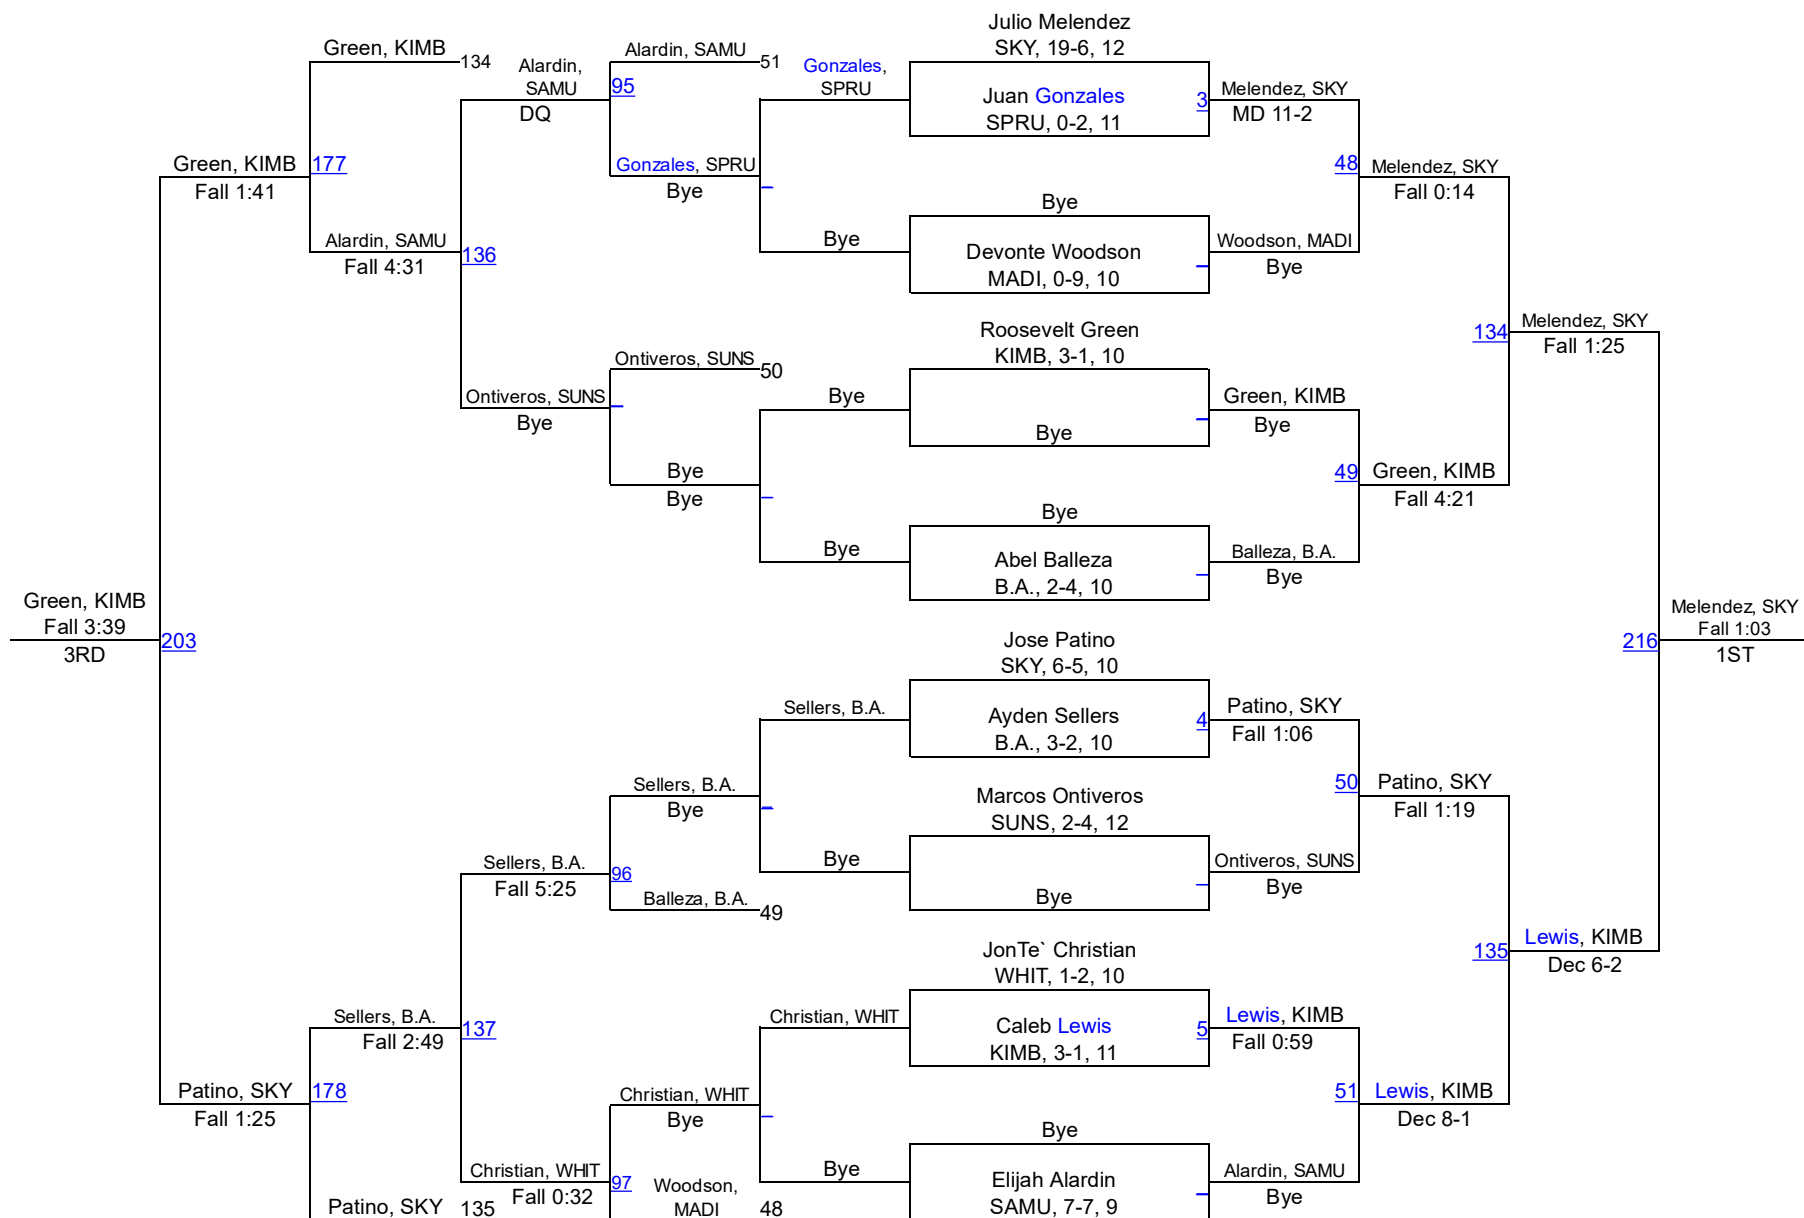 Julio Melendez
SKY, 19-6, 12
Green, KIMB
134
Alardin,
SAMU
DQ
Alardin, SAMU
51
95
Gonzales,
SPRU
Juan Gonzales
SPRU, 0-2, 11
3
Melendez, SKY
MD 11-2
Green, KIMB
Fall 1:41
177
Gonzales, SPRU
Bye
48
Melendez, SKY
Fall 0:14
Bye
Alardin, SAMU
Fall 4:31
136
Bye
Devonte Woodson
MADI, 0-9, 10
Woodson, MADI
Bye
Roosevelt Green
KIMB, 3-1, 10
134
Melendez, SKY
Fall 1:25
Ontiveros, SUNS
50
Ontiveros, SUNS
Bye
Bye
Bye
Green, KIMB
Bye
Bye
Bye
49
Green, KIMB
Fall 4:21
Bye
Bye
Abel Balleza
B.A., 2-4, 10
Balleza, B.A.
Bye
Green, KIMB
Fall 3:39
3RD
203
Jose Patino
SKY, 6-5, 10
216
Melendez, SKY
Fall 1:03
1ST
Sellers, B.A.
Ayden Sellers
B.A., 3-2, 10
4
Patino, SKY
Fall 1:06
Sellers, B.A.
Bye
Marcos Ontiveros
SUNS, 2-4, 12
50
Patino, SKY
Fall 1:19
Sellers, B.A.
Fall 5:25
96
Bye
Bye
Ontiveros, SUNS
Bye
Balleza, B.A.
49
JonTe` Christian
WHIT, 1-2, 10
135
Lewis, KIMB
Dec 6-2
Sellers, B.A.
Fall 2:49
137
Christian, WHIT
Caleb Lewis
KIMB, 3-1, 11
5
Lewis, KIMB
Fall 0:59
Patino, SKY
Fall 1:25
178
Christian, WHIT
Bye
51
Lewis, KIMB
Dec 8-1
Bye
Christian, WHIT
Fall 0:32
97
Bye
Elijah Alardin
SAMU, 7-7, 9
Alardin, SAMU
Bye
Patino, SKY
135
Woodson,
MADI
48